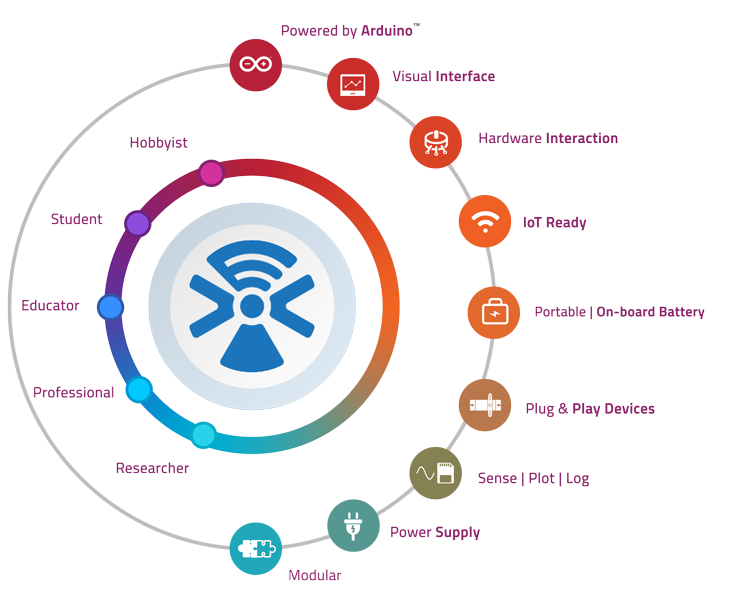 Powered by Arduino™
Visual Interface
Hardware Interaction
IoT Ready
Portable | On-board Battery
Plug & Play Devices
Sense | Plot | Log
Power Supply
Modular
Hobbyist
Student
Educator
Professional
Researcher